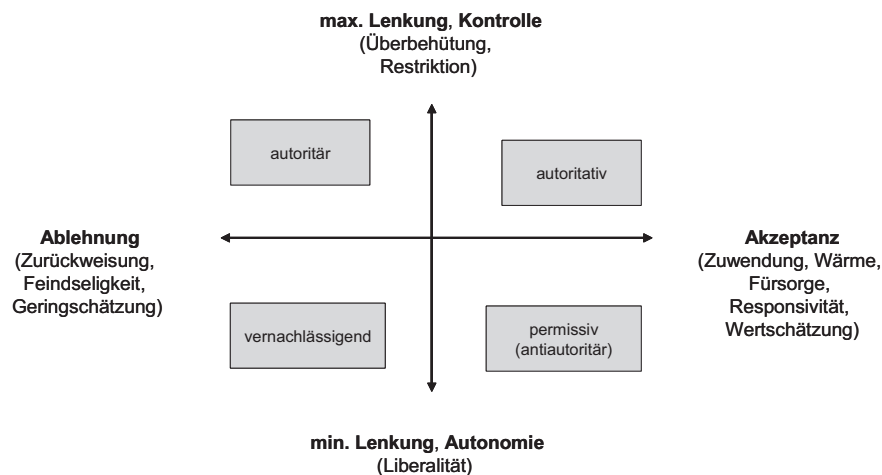 max. Lenkung, Kontrolle
(Überbehütung,
Restriktion)
autoritär
autoritativ
Ablehnung
(Zurückweisung,
Feindseligkeit,
Geringschätzung)
Akzeptanz
(Zuwendung, Wärme,
Fürsorge,
Responsivität,
Wertschätzung)
vernachlässigend
permissiv
(antiautoritär)
min. Lenkung, Autonomie
(Liberalität)